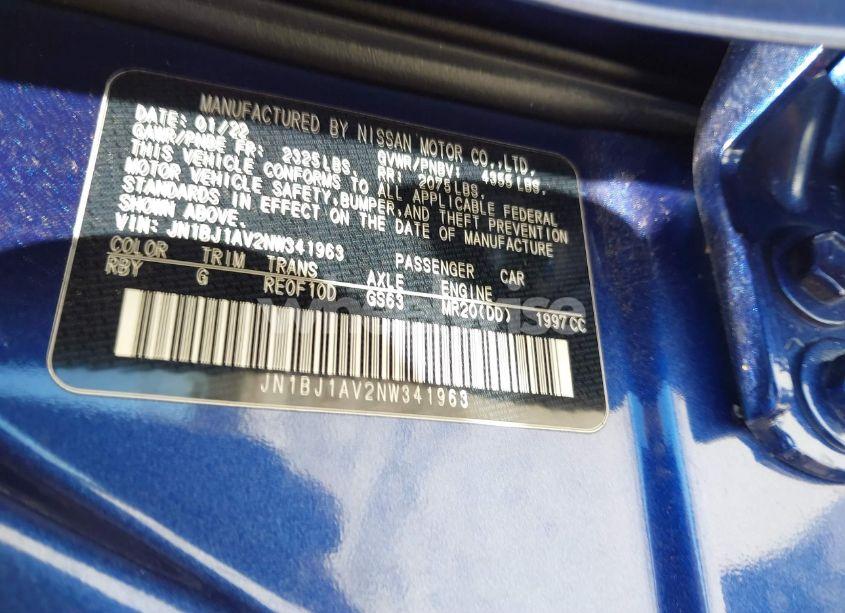 MANUFACTURED BY NISSAN MOTOR CO.,LTD.
DATE: 01/22 GVWR/PNBV: 4355LBS.
GAWR/PNBE FR: 2325LBS. RR: 2075LBS.
THIS VEHICLE CONFORMS TO ALL APPLICABLE FEDERAL
MOTOR VEHICLE SAFETY,BUMPER,AND THEFT PREVENTION
STANDARDS IN EFFECT ON THE DATE OF MANUFACTURE
SHOWN ABOVE.
VIN: JN1BJ1AV2NW341963 PASSENGER CAR
COLOR TRIM TRANS AXLE ENGINE
RBY G RE0F10D GS63 MR20(DD) 1997CC
JN1BJ1AV2NW341963